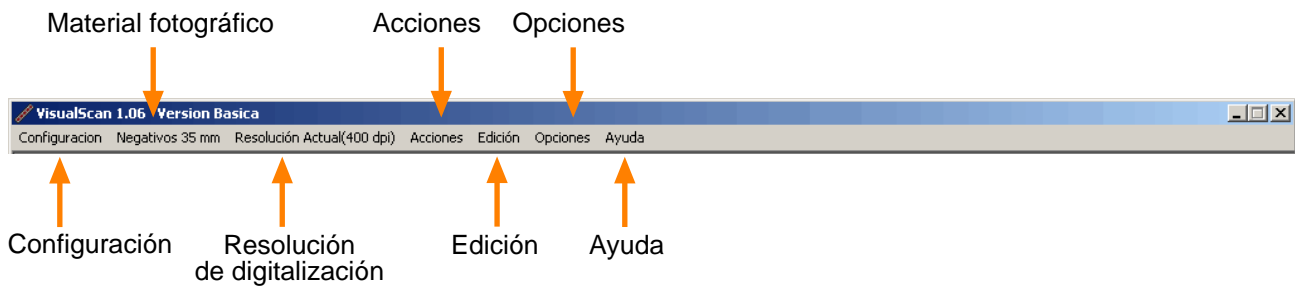 Material fotográfico Acciones Opciones
VisualScan 1.06 Version Basica
Configuracion Negativos 35 mm Resolución Actual(400 dpi) Acciones Edición Opciones Ayuda
Configuración Resolución Edición Ayuda
de digitalización